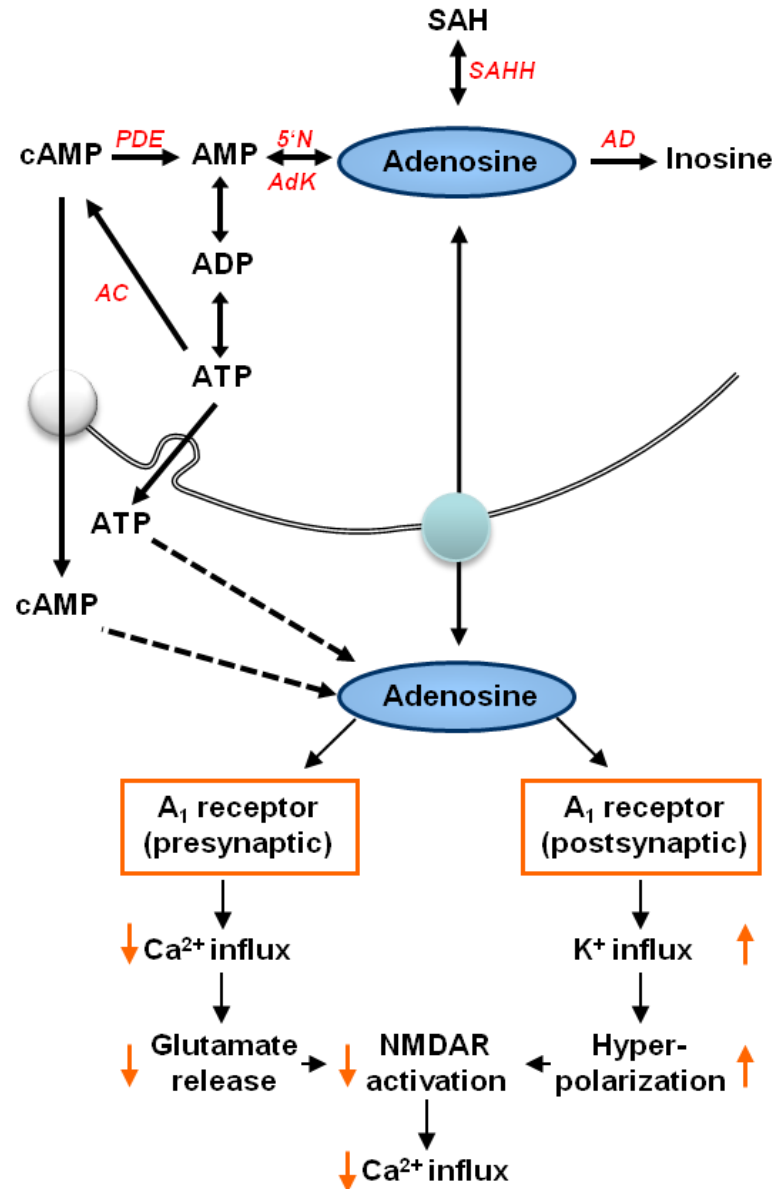 SAH
SAHH
cAMP
PDE
AMP
5‘N
AdK
Adenosine
AD
Inosine
ADP
AC
ATP
ATP
cAMP
Adenosine
A₁ receptor
(presynaptic)
A₁ receptor
(postsynaptic)
Ca²⁺ influx
K⁺ influx
Glutamate
release
NMDAR
activation
Hyper-
polarization
Ca²⁺ influx